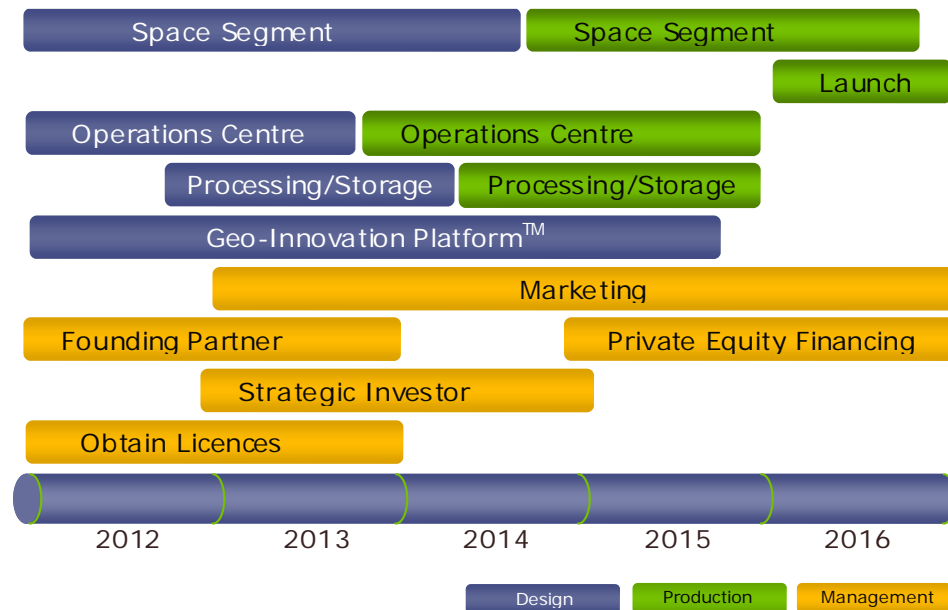 Space Segment Space Segment
Launch
Operations Centre Operations Centre
Processing/Storage Processing/Storage
Geo-Innovation Platform™
Marketing
Founding Partner Private Equity Financing
Strategic Investor
Obtain Licences
2012 2013 2014 2015 2016
Design Production Management